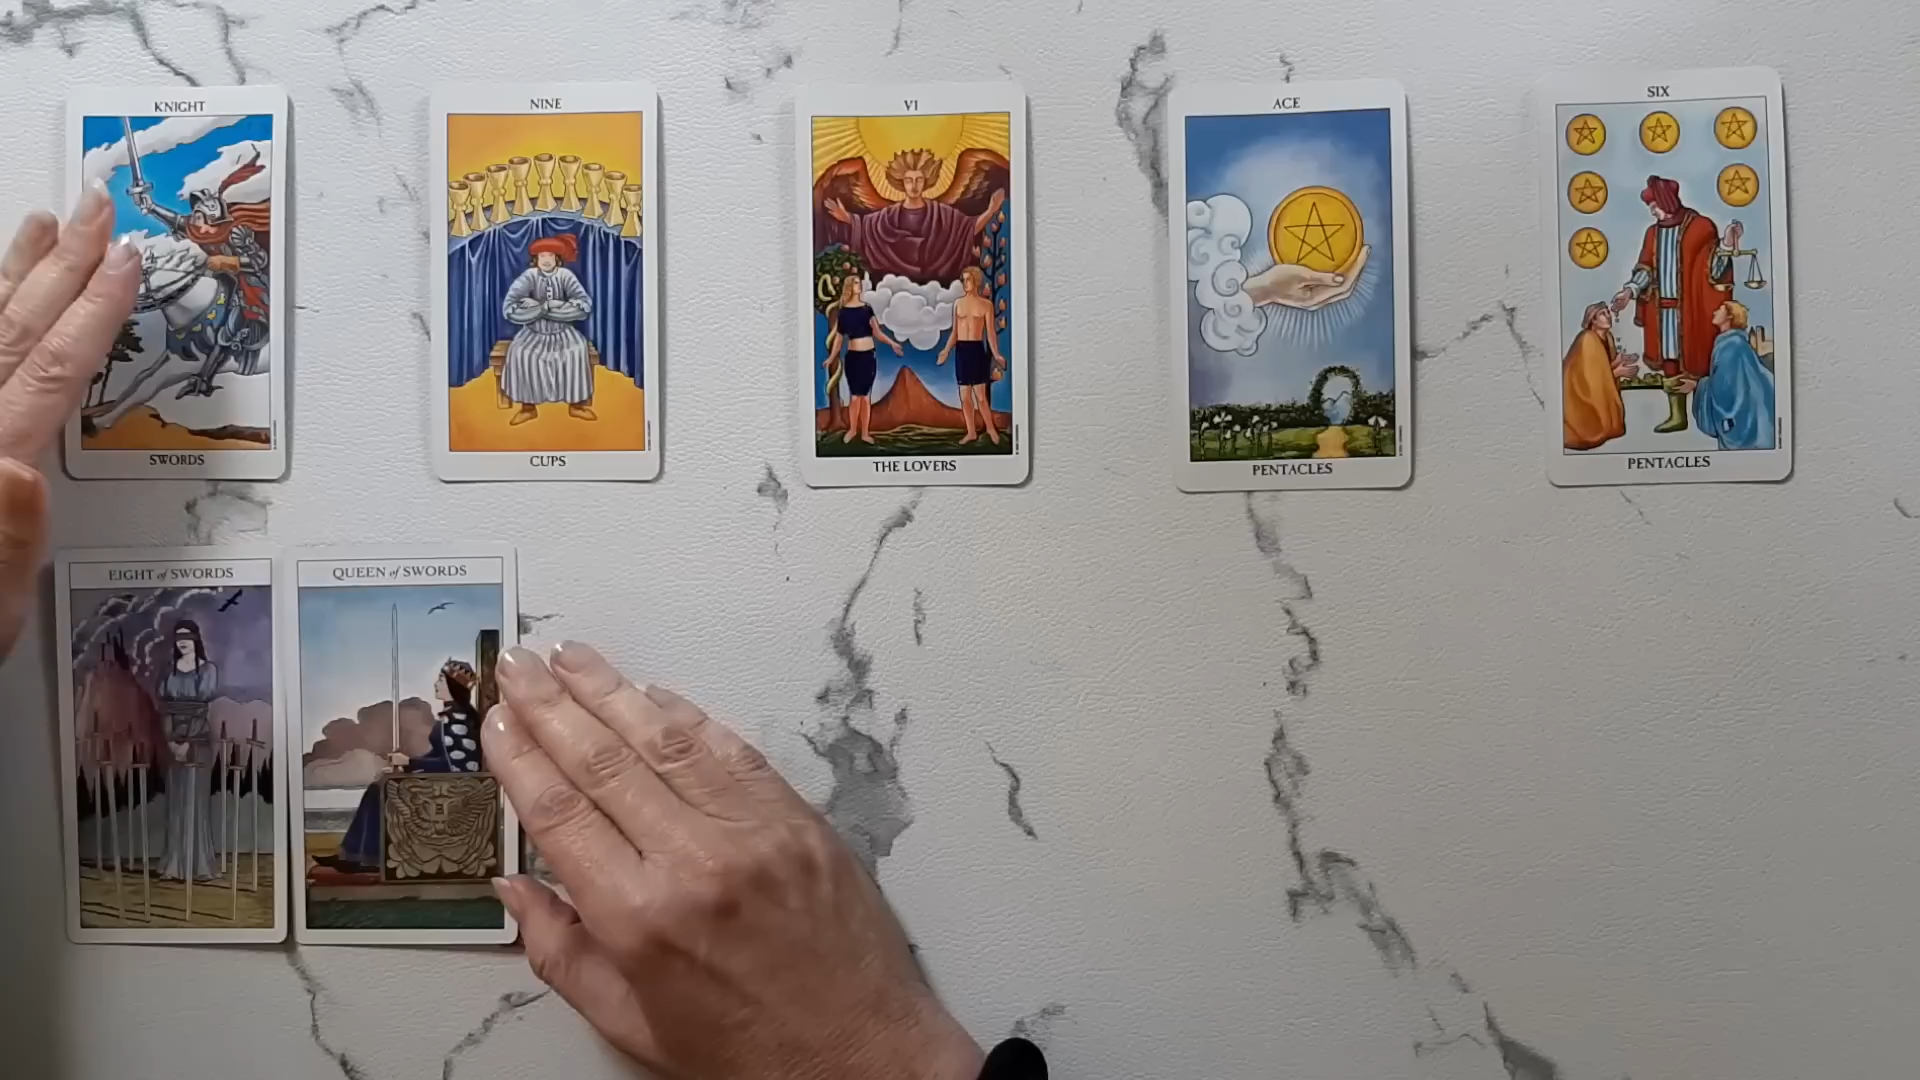 KNIGHT
SWORDS
NINE
CUPS
VI
THE LOVERS
ACE
PENTACLES
SIX
PENTACLES
EIGHT of SWORDS
QUEEN of SWORDS